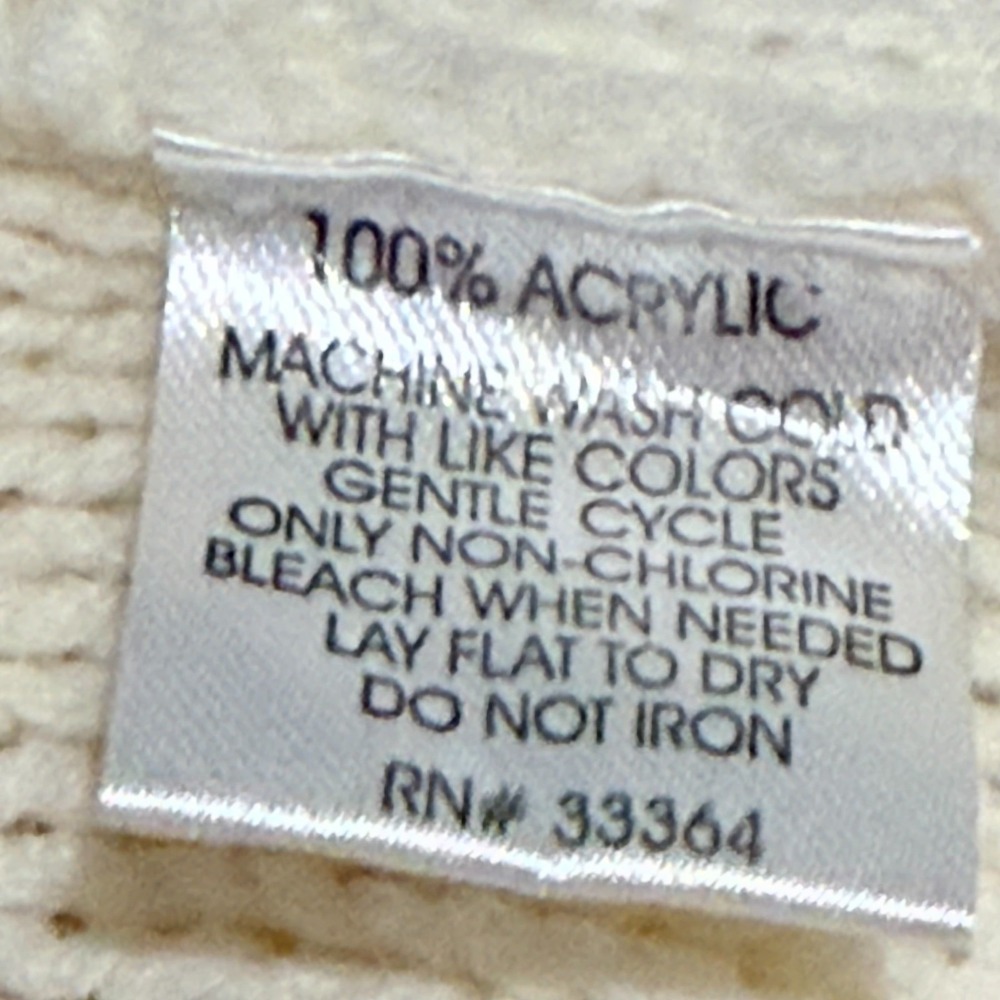 100% ACRYLIC
MACHINE WASH COLD
WITH LIKE COLORS
GENTLE CYCLE
ONLY NON-CHLORINE
BLEACH WHEN NEEDED
LAY FLAT TO DRY
DO NOT IRON
RN# 33364